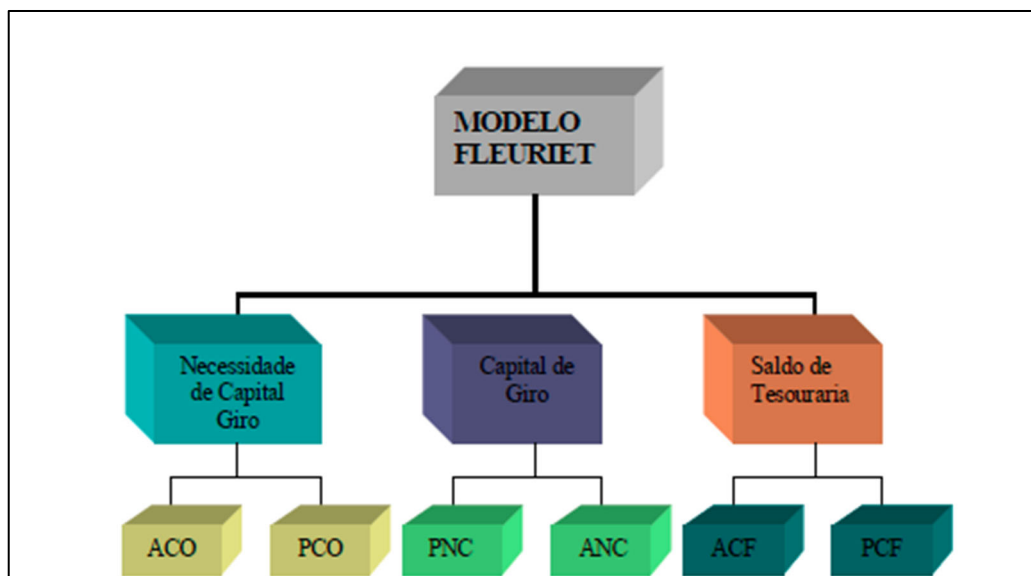 MODELO
FLEURIET
Necessidade
de Capital
Giro
Capital de
Giro
Saldo de
Tesouraria
ACO
PCO
PNC
ANC
ACF
PCF